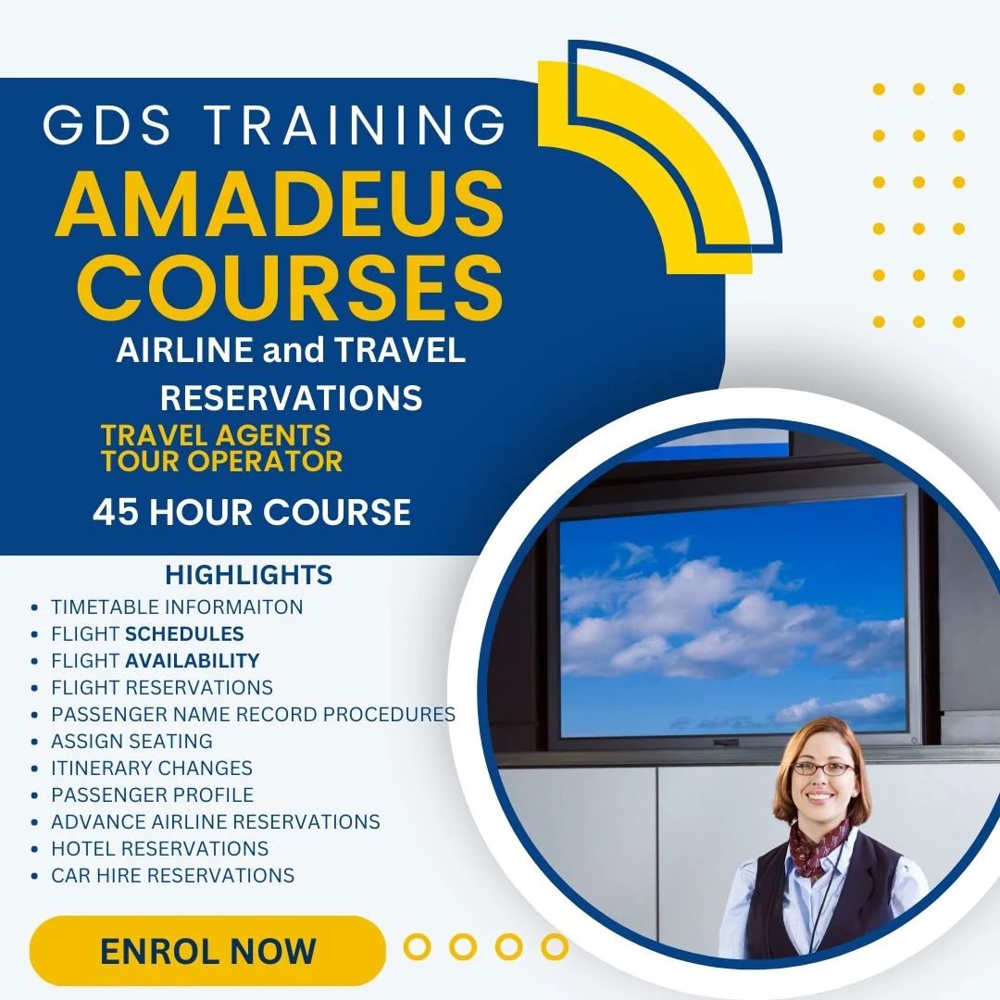 GDS TRAINING
AMADEUS
COURSES
AIRLINE and TRAVEL
RESERVATIONS
TRAVEL AGENTS
TOUR OPERATOR
45 HOUR COURSE
HIGHLIGHTS
• TIMETABLE INFORMAITON
• FLIGHT SCHEDULES
• FLIGHT AVAILABILITY
• FLIGHT RESERVATIONS
• PASSENGER NAME RECORD PROCEDURES
• ASSIGN SEATING
• ITINERARY CHANGES
• PASSENGER PROFILE
• ADVANCE AIRLINE RESERVATIONS
• HOTEL RESERVATIONS
• CAR HIRE RESERVATIONS
ENROL NOW